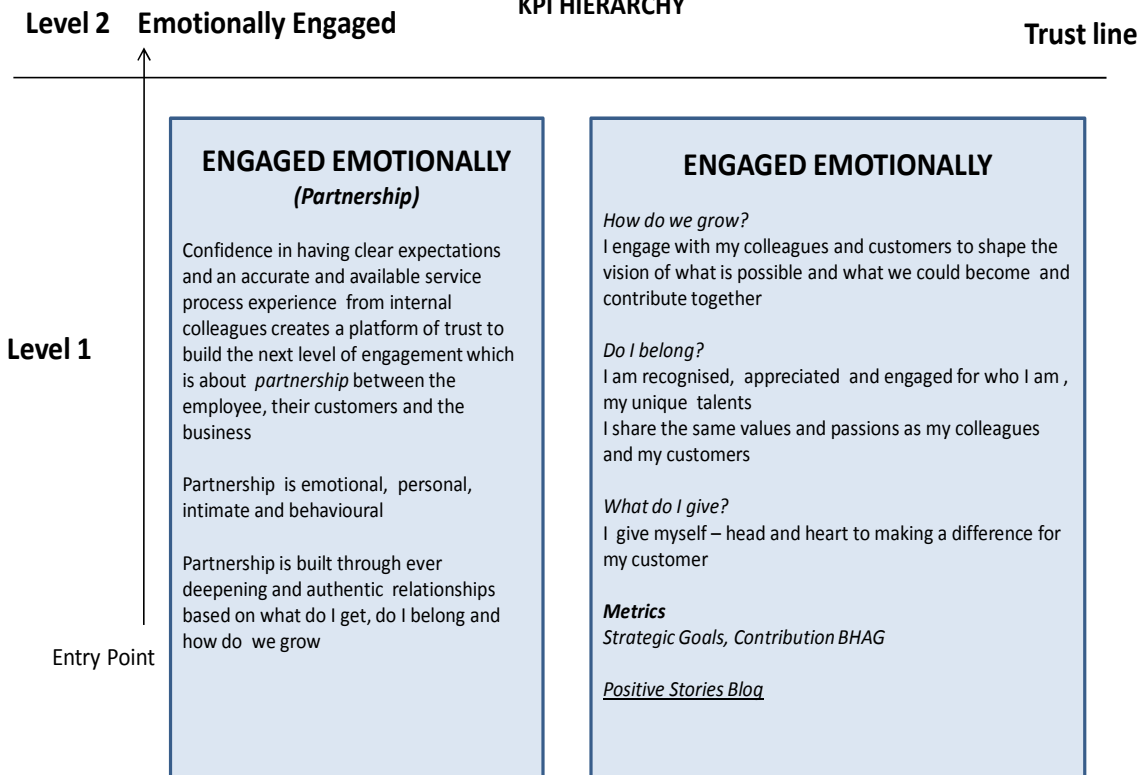 KPI HIERARCHY
Level 2 Emotionally Engaged
Trust line
Level 1
Entry Point
ENGAGED EMOTIONALLY
(Partnership)
Confidence in having clear expectations
and an accurate and available service
process experience from internal
colleagues creates a platform of trust to
build the next level of engagement which
is about partnership between the
employee, their customers and the
business
Partnership is emotional, personal,
intimate and behavioural
Partnership is built through ever
deepening and authentic relationships
based on what do I get, do I belong and
how do we grow
ENGAGED EMOTIONALLY
How do we grow?
I engage with my colleagues and customers to shape the
vision of what is possible and what we could become and
contribute together
Do I belong?
I am recognised, appreciated and engaged for who I am ,
my unique talents
I share the same values and passions as my colleagues
and my customers
What do I give?
I give myself – head and heart to making a difference for
my customer
Metrics
Strategic Goals, Contribution BHAG
Positive Stories Blog